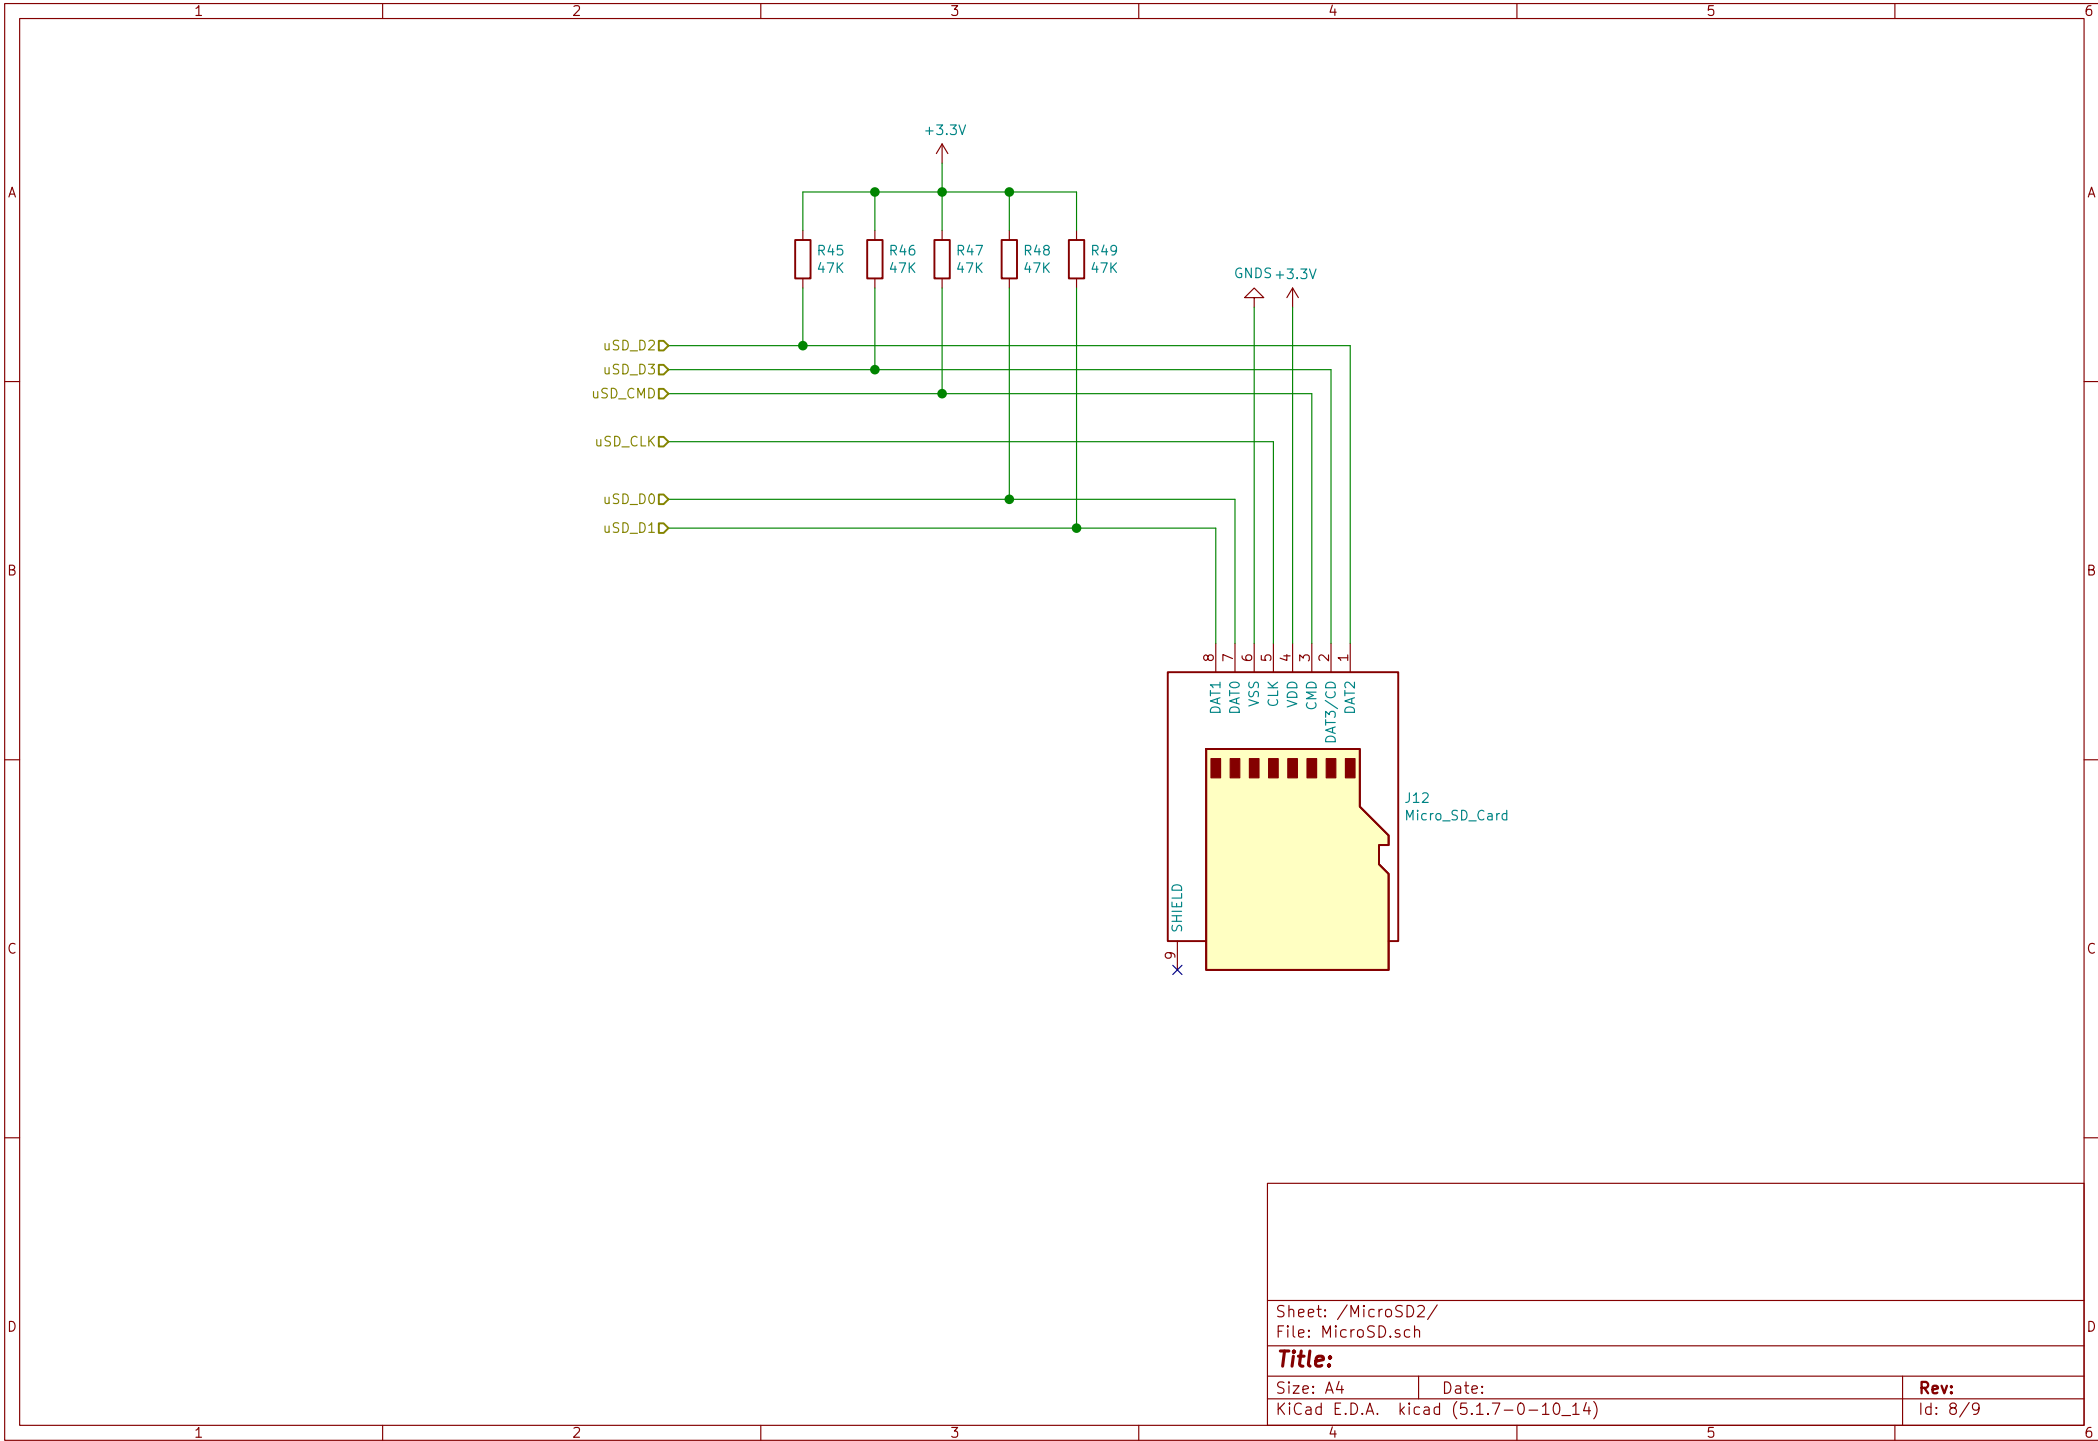 1 2 3 4 5 6
+3.3V
A A
R45 R46 R47 R48 R49
47K 47K 47K 47K 47K
GNDS +3.3V
uSD_D2
uSD_D3
uSD_CMD
uSD_CLK
uSD_D0
uSD_D1
B B
8 7 6 5 4 3 2 1
DAT1 DAT0 VSS CLK VDD CMD DAT3/CD DAT2
J12
Micro_SD_Card
SHIELD
9
C C
Sheet: /MicroSD2/
File: MicroSD.sch
D D
Title:
Size: A4 Date: Rev:
KiCad E.D.A. kicad (5.1.7-0-10_14) Id: 8/9
1 2 3 4 5 6